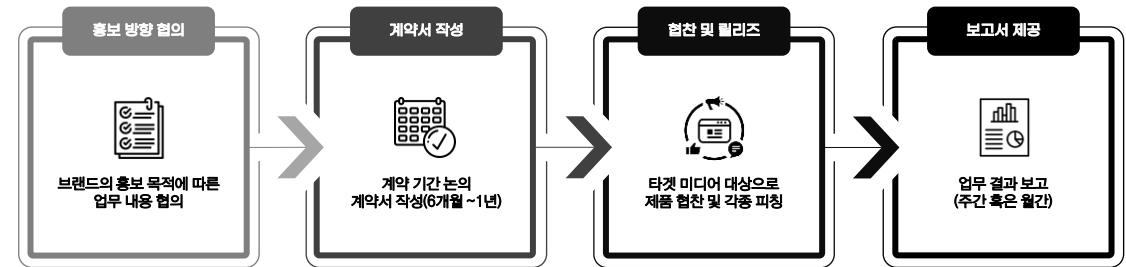 홍보 방향 협의
브랜드의 홍보 목적에 따른
업무 내용 협의
계약서 작성
계약 기간 논의
계약서 작성(6개월 ~1년)
협찬 및 릴리즈
타겟 미디어 대상으로
제품 협찬 및 각종 피칭
보고서 제공
업무 결과 보고
(주간 혹은 월간)